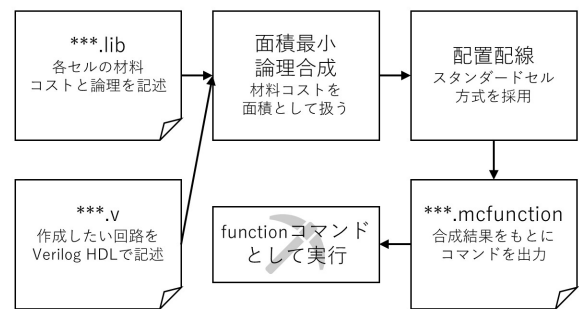 ***.lib
各セルの材料
コストと論理を記述
面積最小
論理合成
材料コストを
面積として扱う
配置配線
スタンダードセル
方式を採用
***.v
作成したい回路を
Verilog HDLで記述
functionコマンド
として実行
***.mcfunction
合成結果をもとに
コマンドを出力